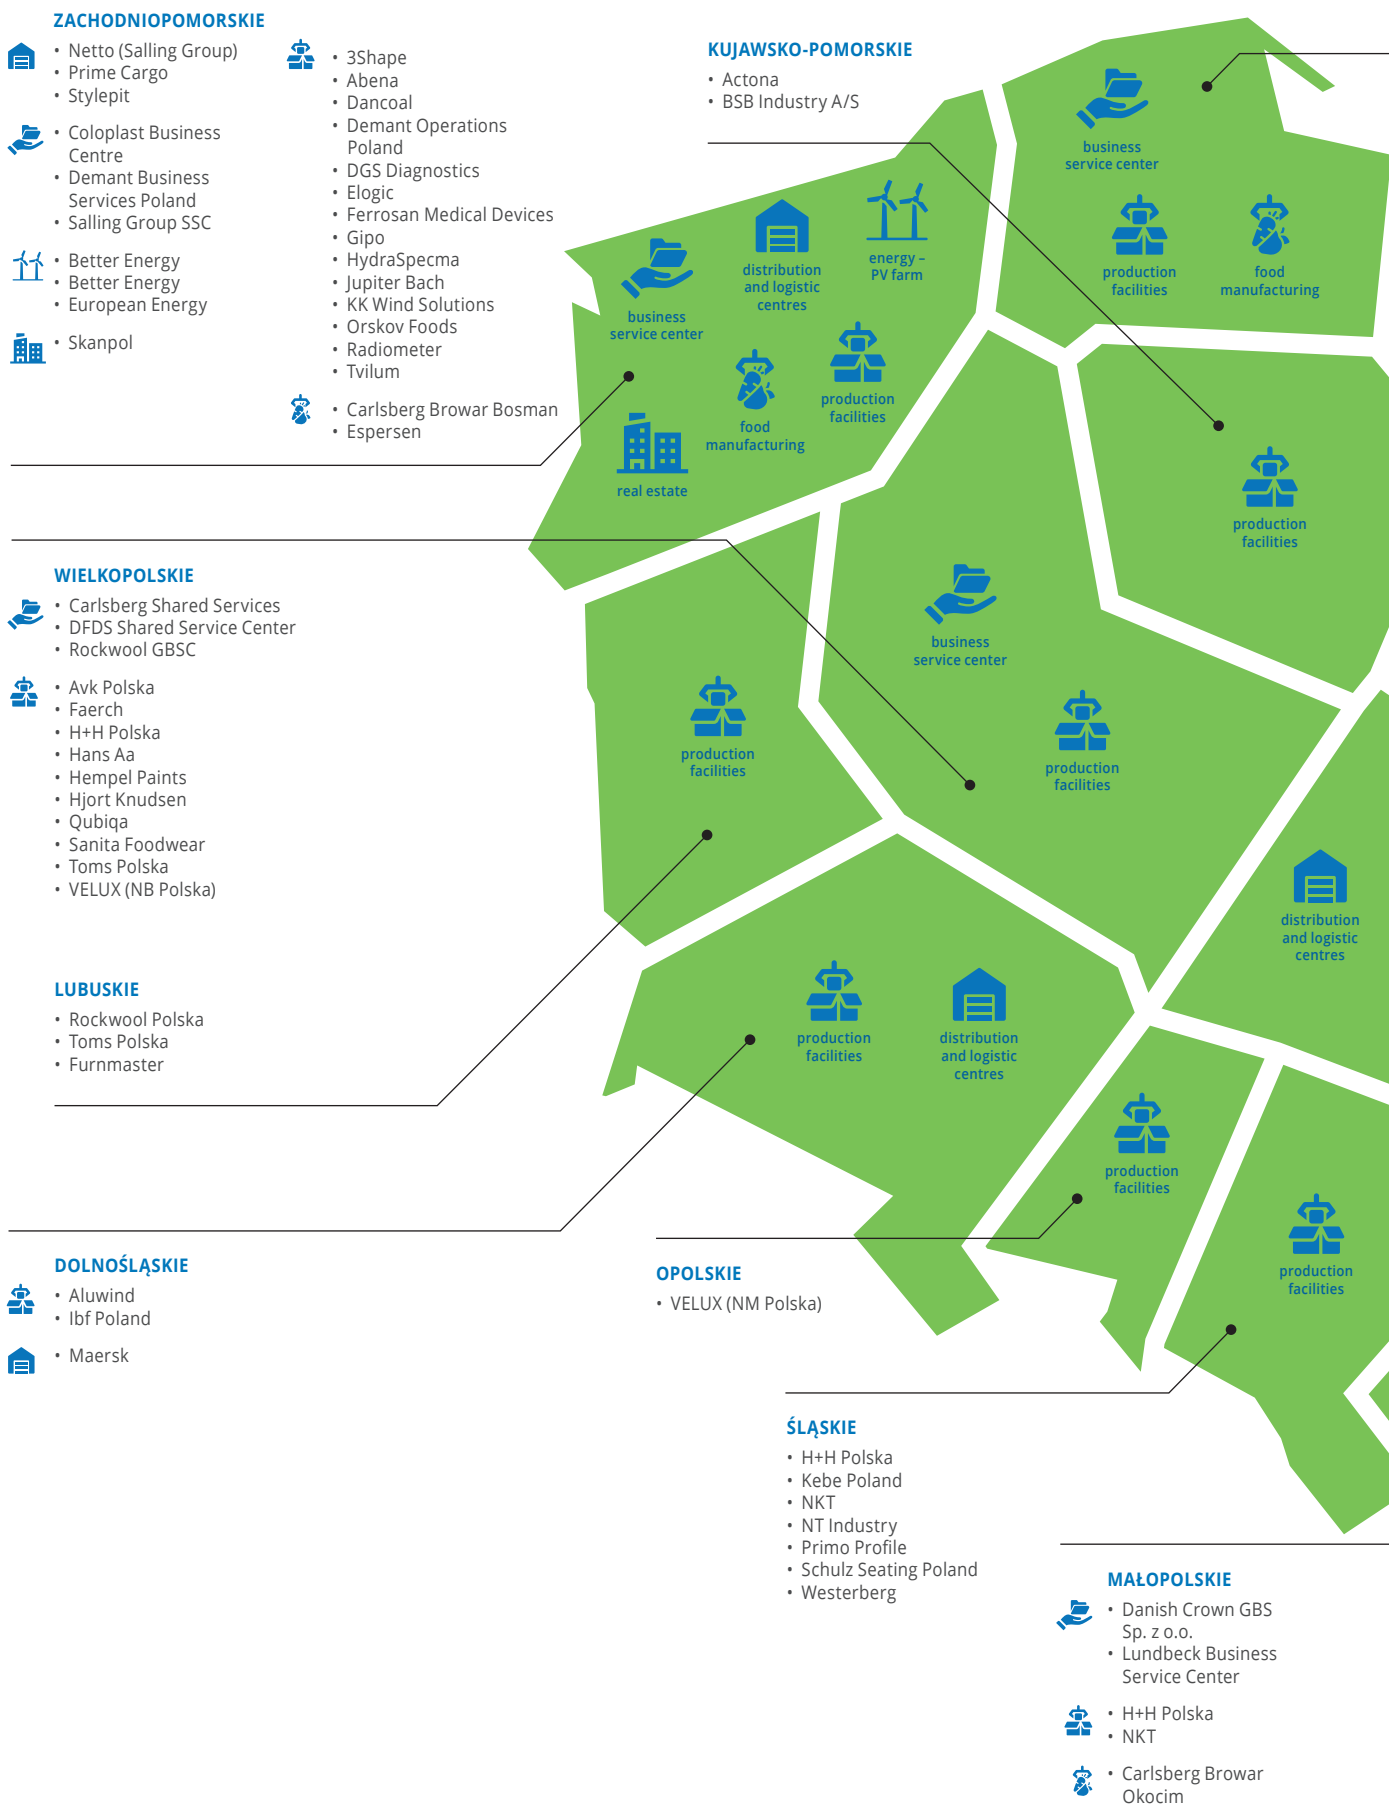 ZACHODNIOPOMORSKIE
• Netto (Salling Group)
• Prime Cargo
• Stylepit
• Coloplast Business
Centre
• Demant Business
Services Poland
• Salling Group SSC
• Better Energy
• Better Energy
• European Energy
• Skanpol
• 3Shape
• Abena
• Dancoal
• Demant Operations
Poland
• DGS Diagnostics
• Elogic
• Ferrosan Medical Devices
• Gipo
• HydraSpecma
• Jupiter Bach
• KK Wind Solutions
• Orskov Foods
• Radiometer
• Tvilum
• Carlsberg Browar Bosman
• Espersen
KUJAWSKO-POMORSKIE
• Actona
• BSB Industry A/S
business
service center
production
facilities
food
manufacturing
distribution
and logistic
centres
energy –
PV farm
business
service center
production
facilities
food
manufacturing
real estate
production
facilities
WIELKOPOLSKIE
• Carlsberg Shared Services
• DFDS Shared Service Center
• Rockwool GBSC
• Avk Polska
• Faerch
• H+H Polska
• Hans Aa
• Hempel Paints
• Hjort Knudsen
• Qubiqa
• Sanita Foodwear
• Toms Polska
• VELUX (NB Polska)
business
service center
production
facilities
production
facilities
distribution
and logistic
centres
LUBUSKIE
• Rockwool Polska
• Toms Polska
• Furnmaster
production
facilities
distribution
and logistic
centres
production
facilities
production
facilities
DOLNOŚLĄSKIE
• Aluwind
• Ibf Poland
• Maersk
OPOLSKIE
• VELUX (NM Polska)
ŚLĄSKIE
• H+H Polska
• Kebe Poland
• NKT
• NT Industry
• Primo Profile
• Schulz Seating Poland
• Westerberg
MAŁOPOLSKIE
• Danish Crown GBS
Sp. z o.o.
• Lundbeck Business
Service Center
• H+H Polska
• NKT
• Carlsberg Browar
Okocim